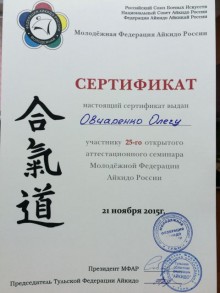 Российский Союз Боевых Искусств
Национальный Совет Айкидо России
Федерация Айкидо России
Молодёжная Федерация Айкидо России
СЕРТИФИКАТ
настоящий сертификат выдан
Овчаренко Олегу
участнику 25-го открытого
аттестационного семинара
Молодёжной Федерации
Айкидо России
合氣道
21 ноября 2015г.
Президент МФАР
Председатель Тульской Федерации Айкидо